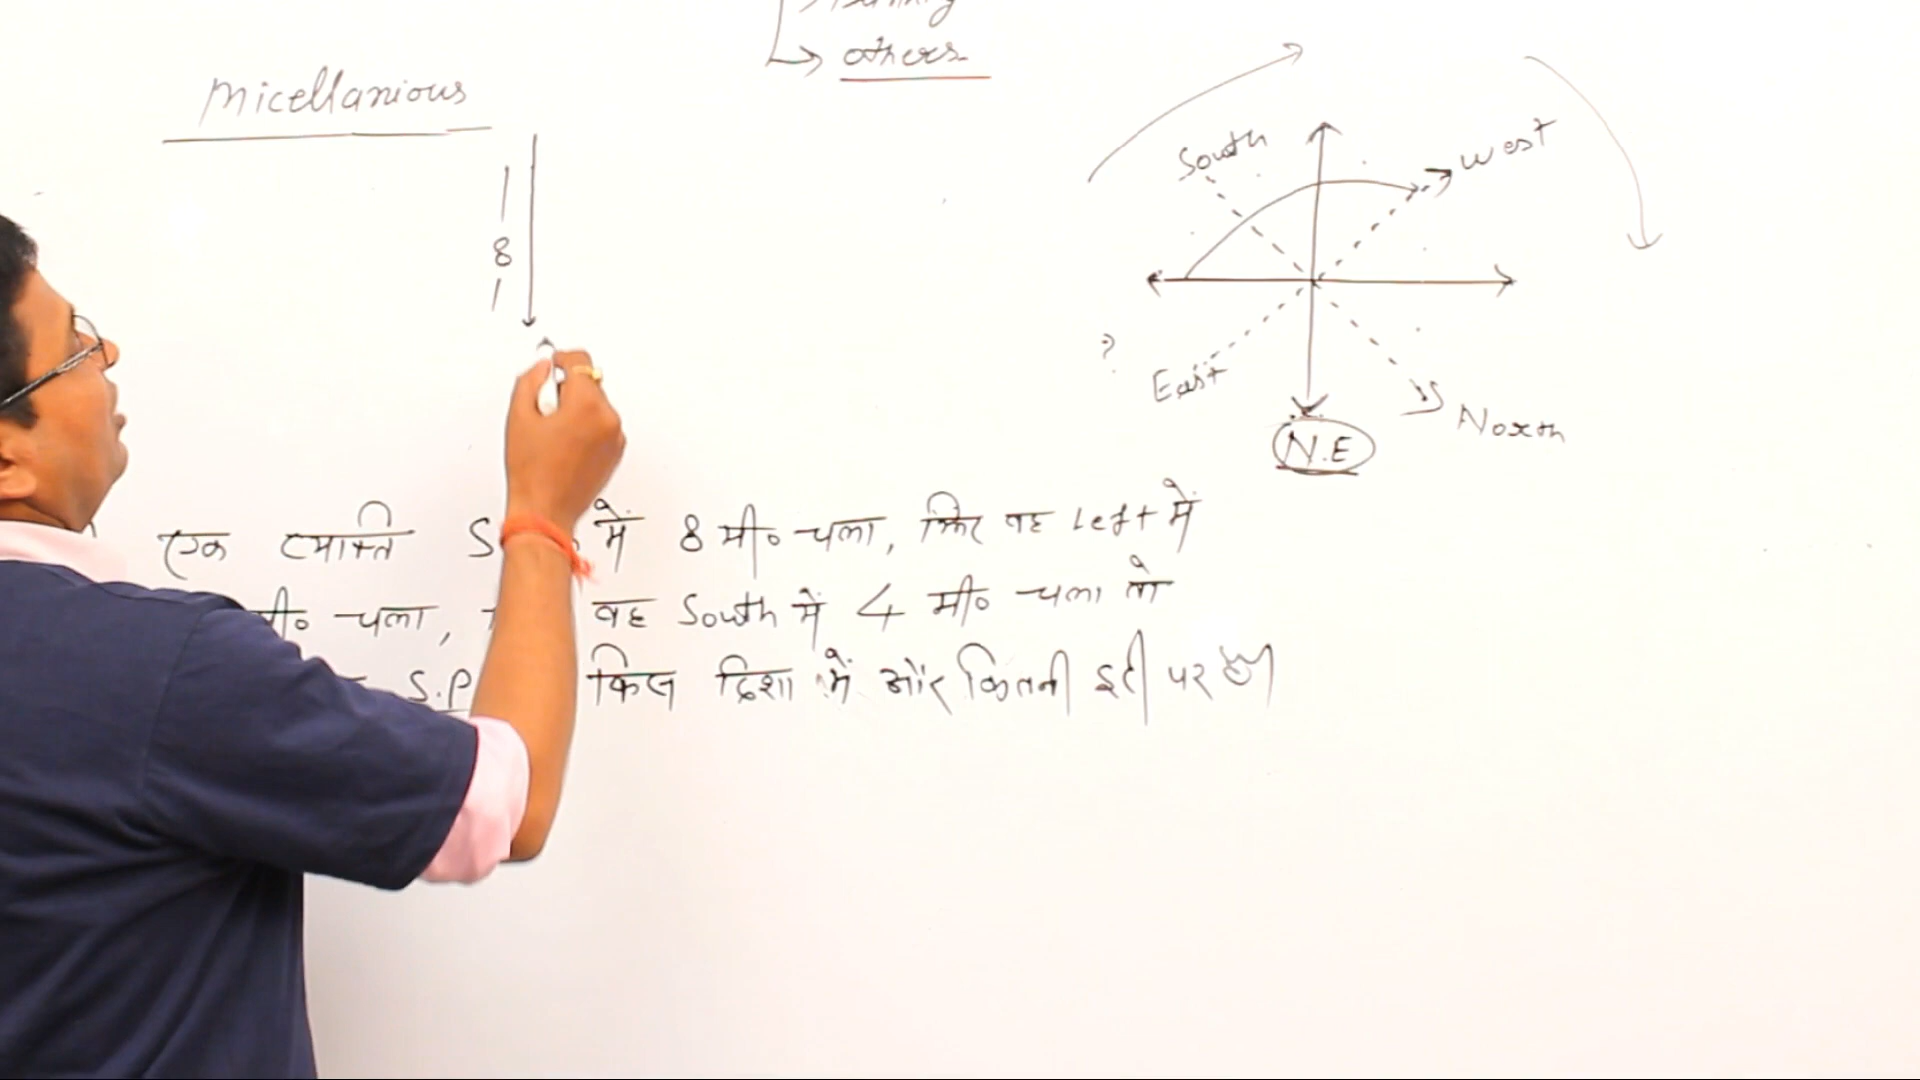 others
Micellanious
8
South
West
East
?
North
N.E
एक व्यक्ति में 8 मी० चला, फिर वह Left में
मी० चला, वह South में 4 मी० चला तो
S.P किस दिशा में और कितनी दूरी पर